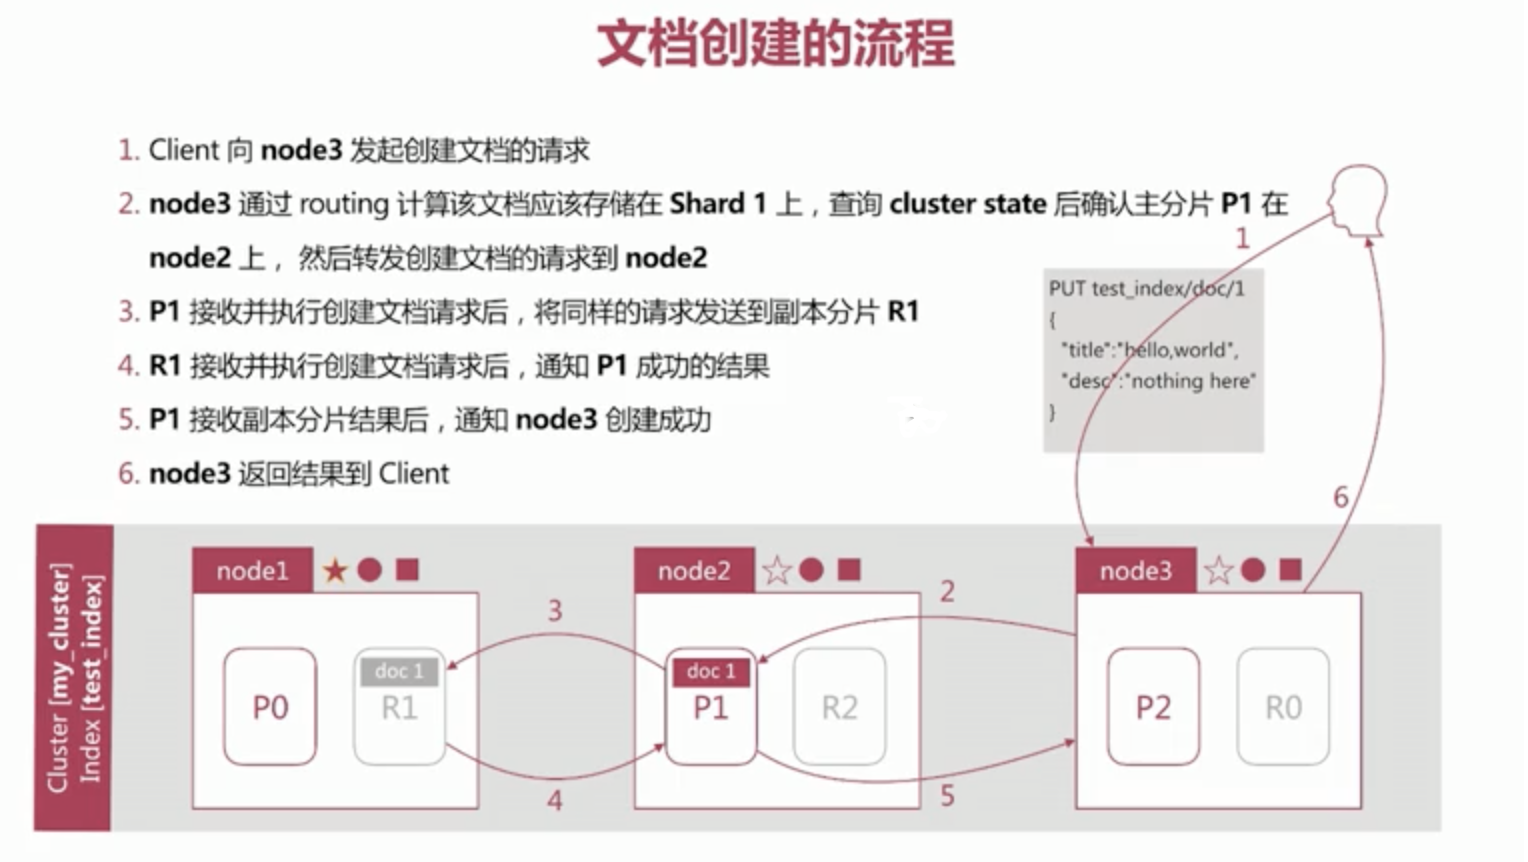 文档创建的流程
1. Client 向 node3 发起创建文档的请求
2. node3 通过 routing 计算该文档应该存储在 Shard 1 上，查询 cluster state 后确认主分片 P1 在
node2 上， 然后转发创建文档的请求到 node2
3. P1 接收并执行创建文档请求后，将同样的请求发送到副本分片 R1
4. R1 接收并执行创建文档请求后，通知 P1 成功的结果
5. P1 接收副本分片结果后，通知 node3 创建成功
6. node3 返回结果到 Client
1
PUT test_index/doc/1
{
"title":"hello,world",
"desc":"nothing here"
}
6
Cluster [my_cluster]
Index [test_index]
node1
node2
node3
3
2
doc 1
doc 1
P0
R1
P1
R2
P2
R0
4
5